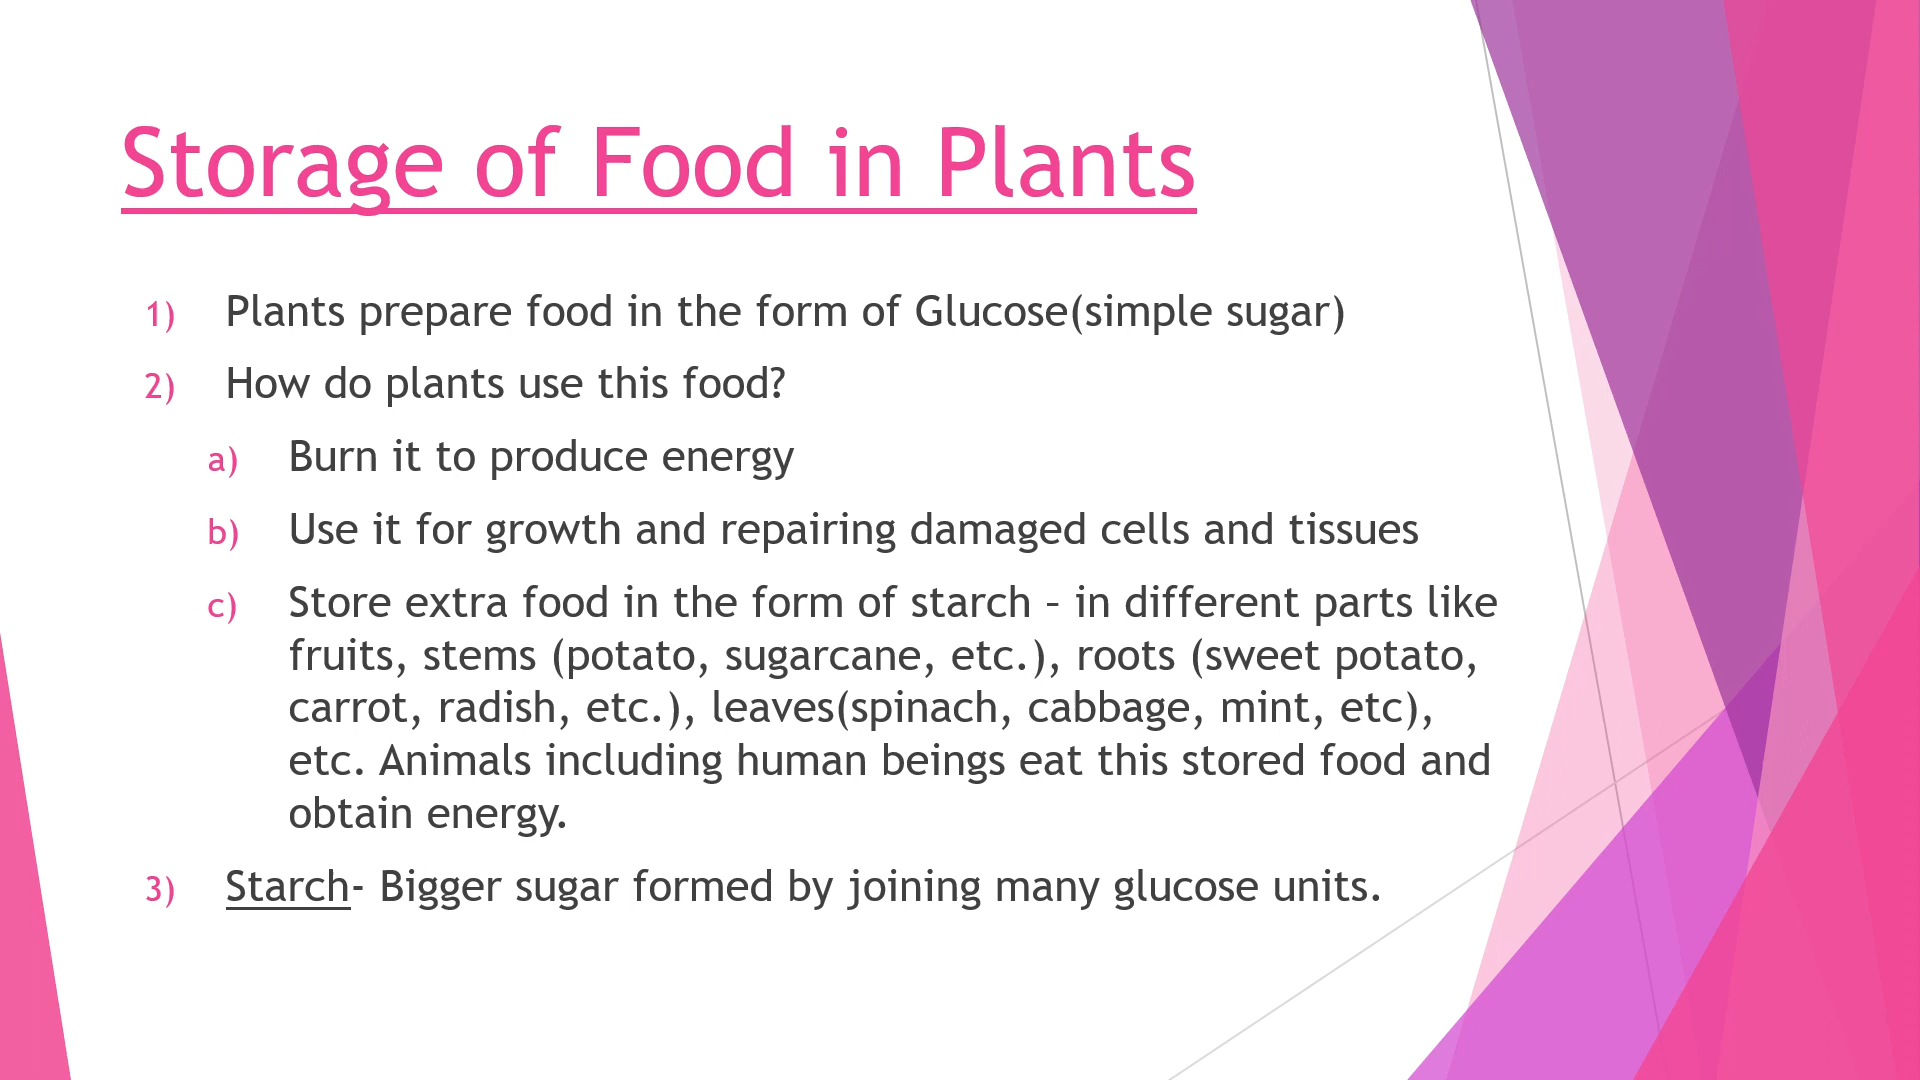 Storage of Food in Plants
1) Plants prepare food in the form of Glucose(simple sugar)
2) How do plants use this food?
a) Burn it to produce energy
b) Use it for growth and repairing damaged cells and tissues
c) Store extra food in the form of starch – in different parts like
fruits, stems (potato, sugarcane, etc.), roots (sweet potato,
carrot, radish, etc.), leaves(spinach, cabbage, mint, etc),
etc. Animals including human beings eat this stored food and
obtain energy.
3) Starch- Bigger sugar formed by joining many glucose units.